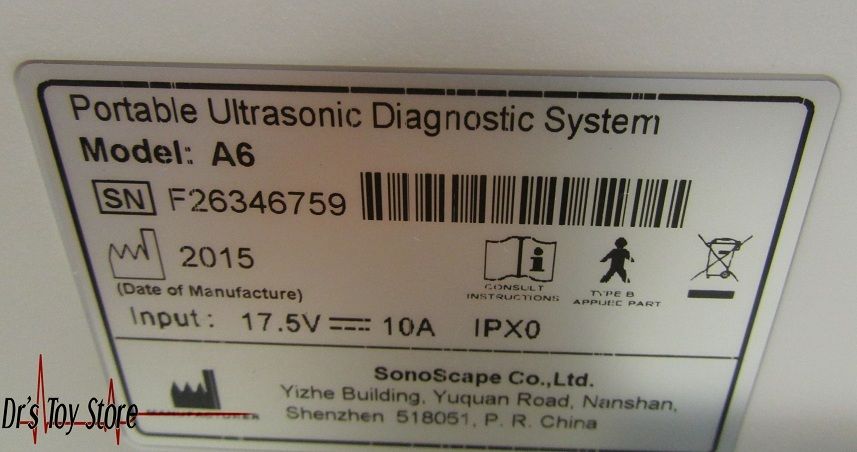 Portable Ultrasonic Diagnostic System
Model: A6
SN F26346759
2015
(Date of Manufacture)
CONSULT
INSTRUCTIONS
TYPE B
APPLIED PART
Input: 17.5V 10A IPX0
SonoScape Co.,Ltd.
Yizhe Building, Yuquan Road, Nanshan,
Shenzhen 518051, P. R. China
MANUFACTURER
Dr's Toy Store